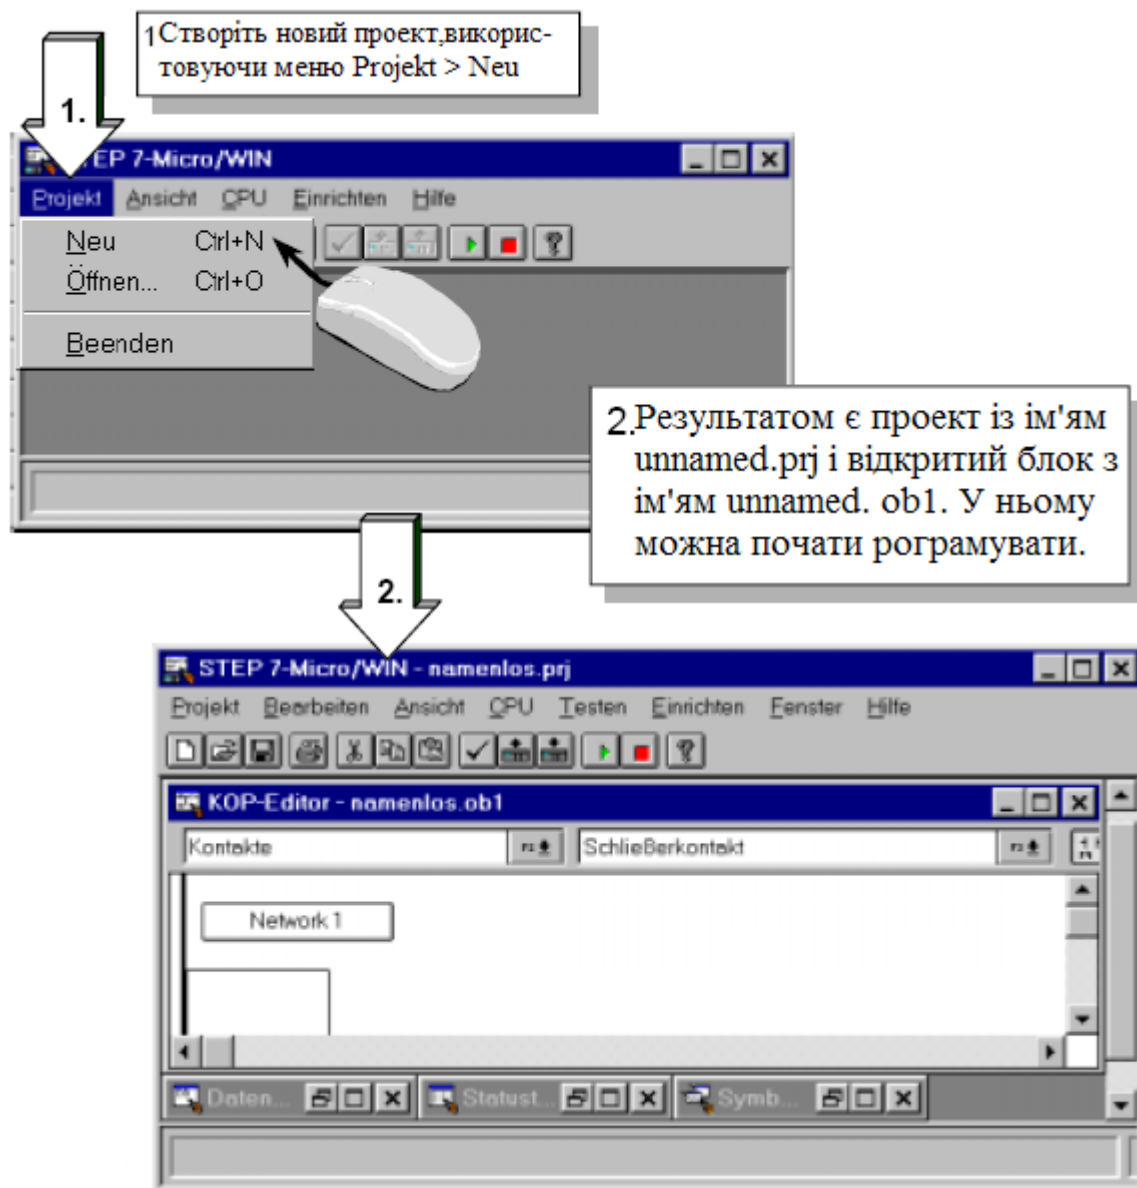 1Створіть новий проект,викорис-
товуючи меню Projekt > Neu
1.
STEP 7-Micro/WIN
Projekt Ansicht CPU Einrichten Hilfe
Neu Ctrl+N
Öffnen... Ctrl+O
Beenden
2.Результатом є проект із ім'ям
unnamed.prj і відкритий блок з
ім'ям unnamed. ob1. У ньому
можна почати рограмувати.
2.
STEP 7-Micro/WIN - namenlos.prj
Projekt Bearbeiten Ansicht CPU Testen Einrichten Fenster Hilfe
KOP-Editor - namenlos.ob1
Kontakte F2 Schließerkontakt F3
Network 1
Daten... Statust... Symb...